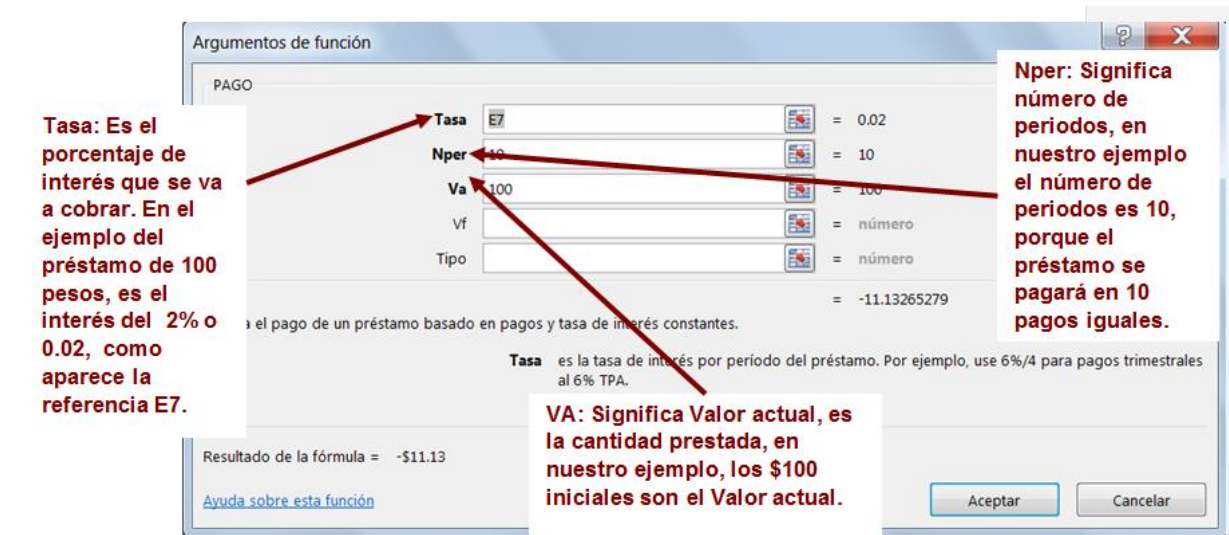 Argumentos de función
PAGO
Tasa E7 = 0.02
Nper 10 = 10
Va 100 = 100
Vf = número
Tipo = número
= -11.13265279
a el pago de un préstamo basado en pagos y tasa de interés constantes.
Tasa es la tasa de interés por período del préstamo. Por ejemplo, use 6%/4 para pagos trimestrales
al 6% TPA.
Resultado de la fórmula = -$11.13
Ayuda sobre esta función
Aceptar
Cancelar
Tasa: Es el
porcentaje de
interés que se va
a cobrar. En el
ejemplo del
préstamo de 100
pesos, es el
interés del 2% o
0.02, como
aparece la
referencia E7.
Nper: Significa
número de
periodos, en
nuestro ejemplo
el número de
periodos es 10,
porque el
préstamo se
pagará en 10
pagos iguales.
VA: Significa Valor actual, es
la cantidad prestada, en
nuestro ejemplo, los $100
iniciales son el Valor actual.